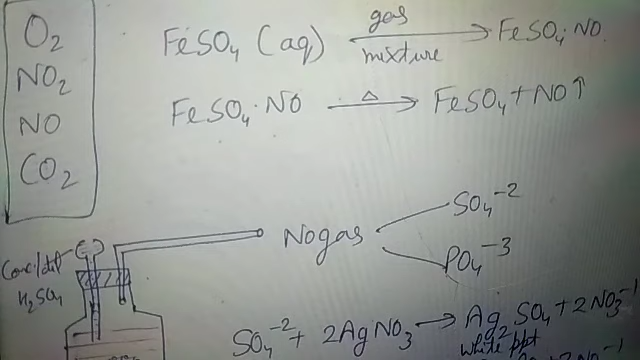 O₂
NO₂
NO
CO₂
FeSO₄ (aq) gas mixture → FeSO₄·NO
FeSO₄·NO Δ → FeSO₄ + NO↑
Conc/dil
H₂SO₄
No gas
SO₄⁻²
PO₄⁻³
SO₄⁻² + 2AgNO₃ → Ag₂SO₄ + 2NO₃⁻¹
white ppt